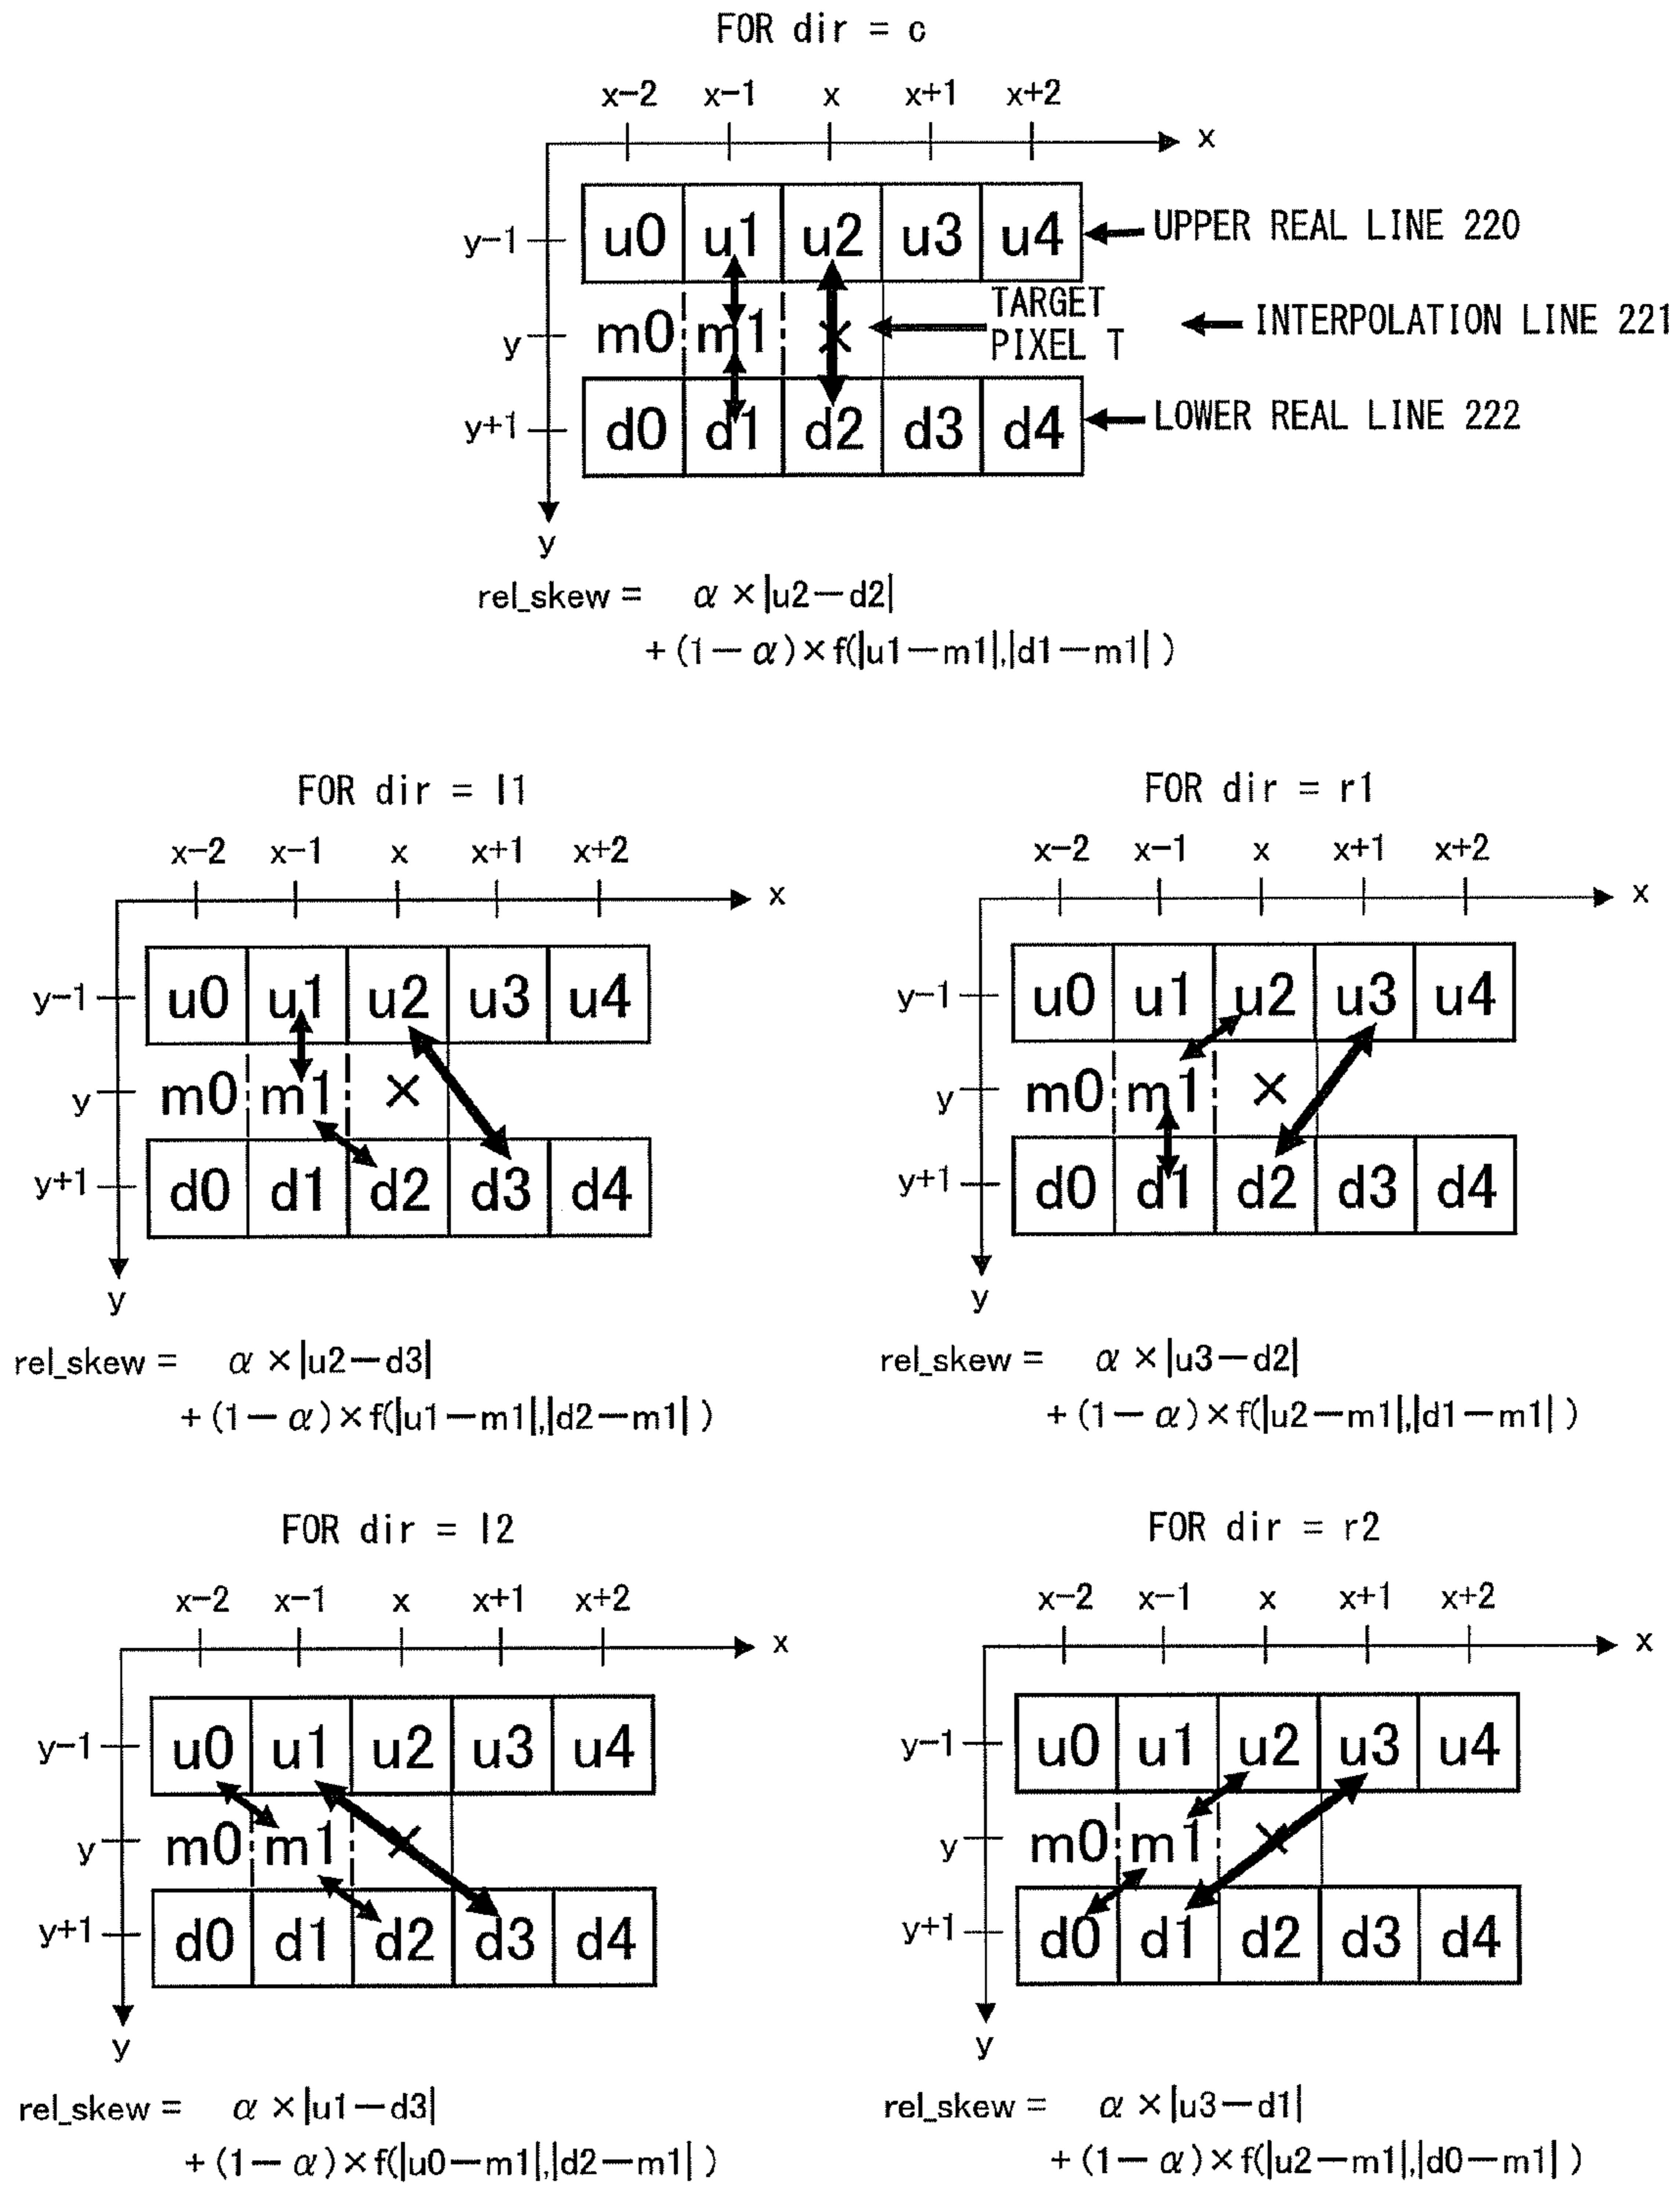 FOR dir = c
x-2 x-1 x x+1 x+2
x
y-1 u0 u1 u2 u3 u4 UPPER REAL LINE 220
y m0 m1 × TARGET PIXEL T INTERPOLATION LINE 221
y+1 d0 d1 d2 d3 d4 LOWER REAL LINE 222
y
rel_skew = α×|u2-d2|
+(1-α)×f(|u1-m1|,|d1-m1|)
FOR dir = l1
x-2 x-1 x x+1 x+2
x
y-1 u0 u1 u2 u3 u4
y m0 m1 ×
y+1 d0 d1 d2 d3 d4
y
rel_skew = α×|u2-d3|
+(1-α)×f(|u1-m1|,|d2-m1|)
FOR dir = r1
x-2 x-1 x x+1 x+2
x
y-1 u0 u1 u2 u3 u4
y m0 m1 ×
y+1 d0 d1 d2 d3 d4
y
rel_skew = α×|u3-d2|
+(1-α)×f(|u2-m1|,|d1-m1|)
FOR dir = l2
x-2 x-1 x x+1 x+2
x
y-1 u0 u1 u2 u3 u4
y m0 m1 ×
y+1 d0 d1 d2 d3 d4
y
rel_skew = α×|u1-d3|
+(1-α)×f(|u0-m1|,|d2-m1|)
FOR dir = r2
x-2 x-1 x x+1 x+2
x
y-1 u0 u1 u2 u3 u4
y m0 m1 ×
y+1 d0 d1 d2 d3 d4
y
rel_skew = α×|u3-d1|
+(1-α)×f(|u2-m1|,|d0-m1|)